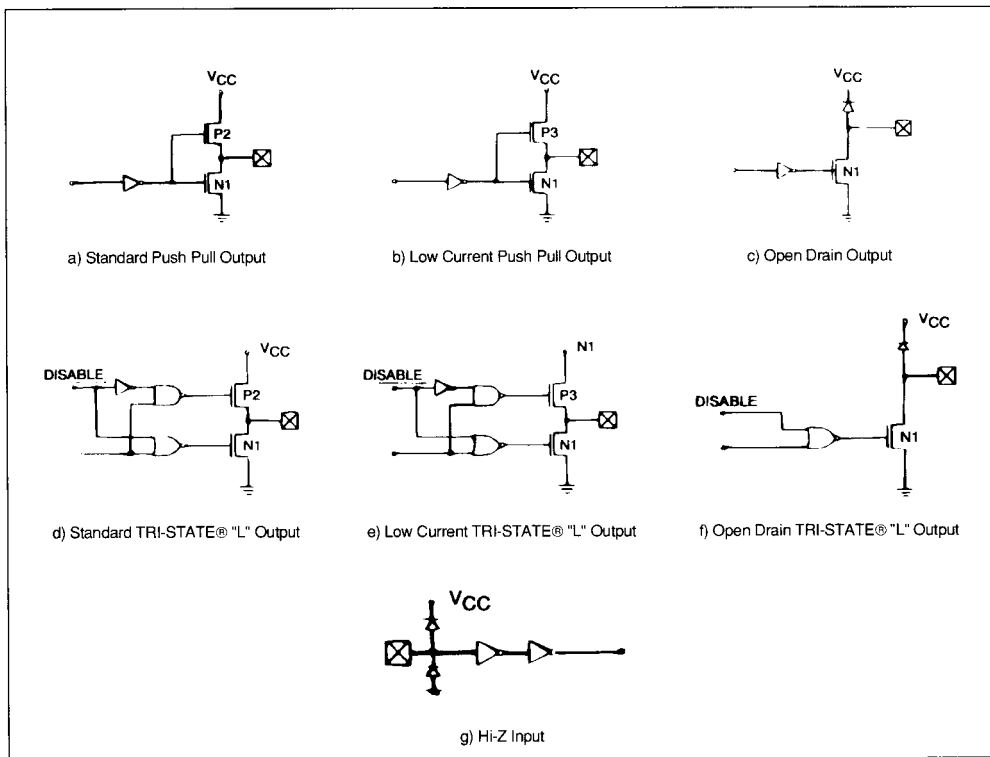 VCC
P2
N1
a) Standard Push Pull Output
VCC
P3
N1
b) Low Current Push Pull Output
VCC
N1
c) Open Drain Output
VCC
DISABLE
P2
N1
d) Standard TRI-STATE® "L" Output
N1
DISABLE
P3
N1
e) Low Current TRI-STATE® "L" Output
VCC
DISABLE
N1
f) Open Drain TRI-STATE® "L" Output
VCC
g) Hi-Z Input